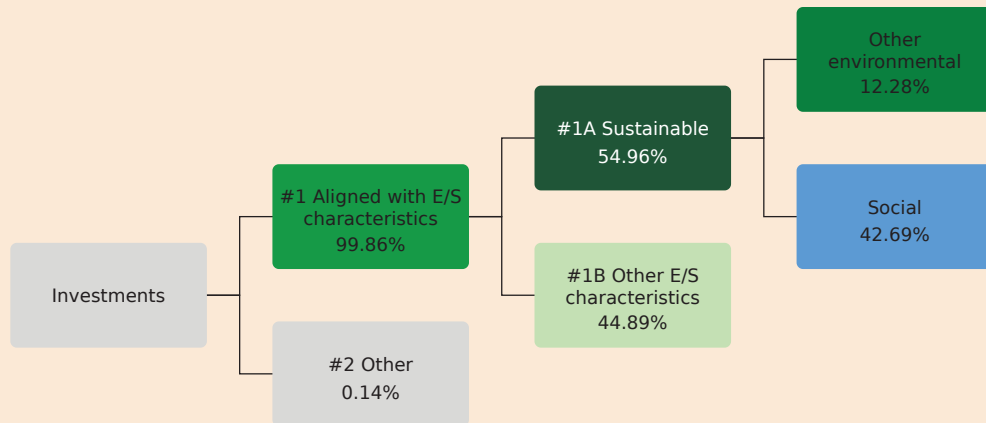 Investments
#1 Aligned with E/S
characteristics
99.86%
#2 Other
0.14%
#1A Sustainable
54.96%
#1B Other E/S
characteristics
44.89%
Other
environmental
12.28%
Social
42.69%